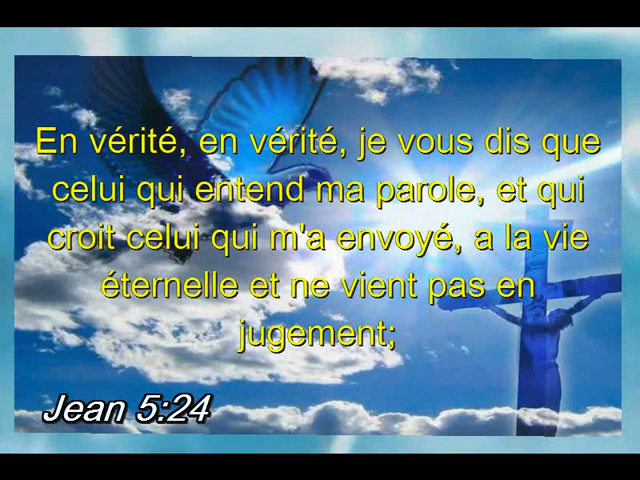 En vérité, en vérité, je vous dis que
celui qui entend ma parole, et qui
croit celui qui m'a envoyé, a la vie
éternelle et ne vient pas en
jugement;
Jean 5:24